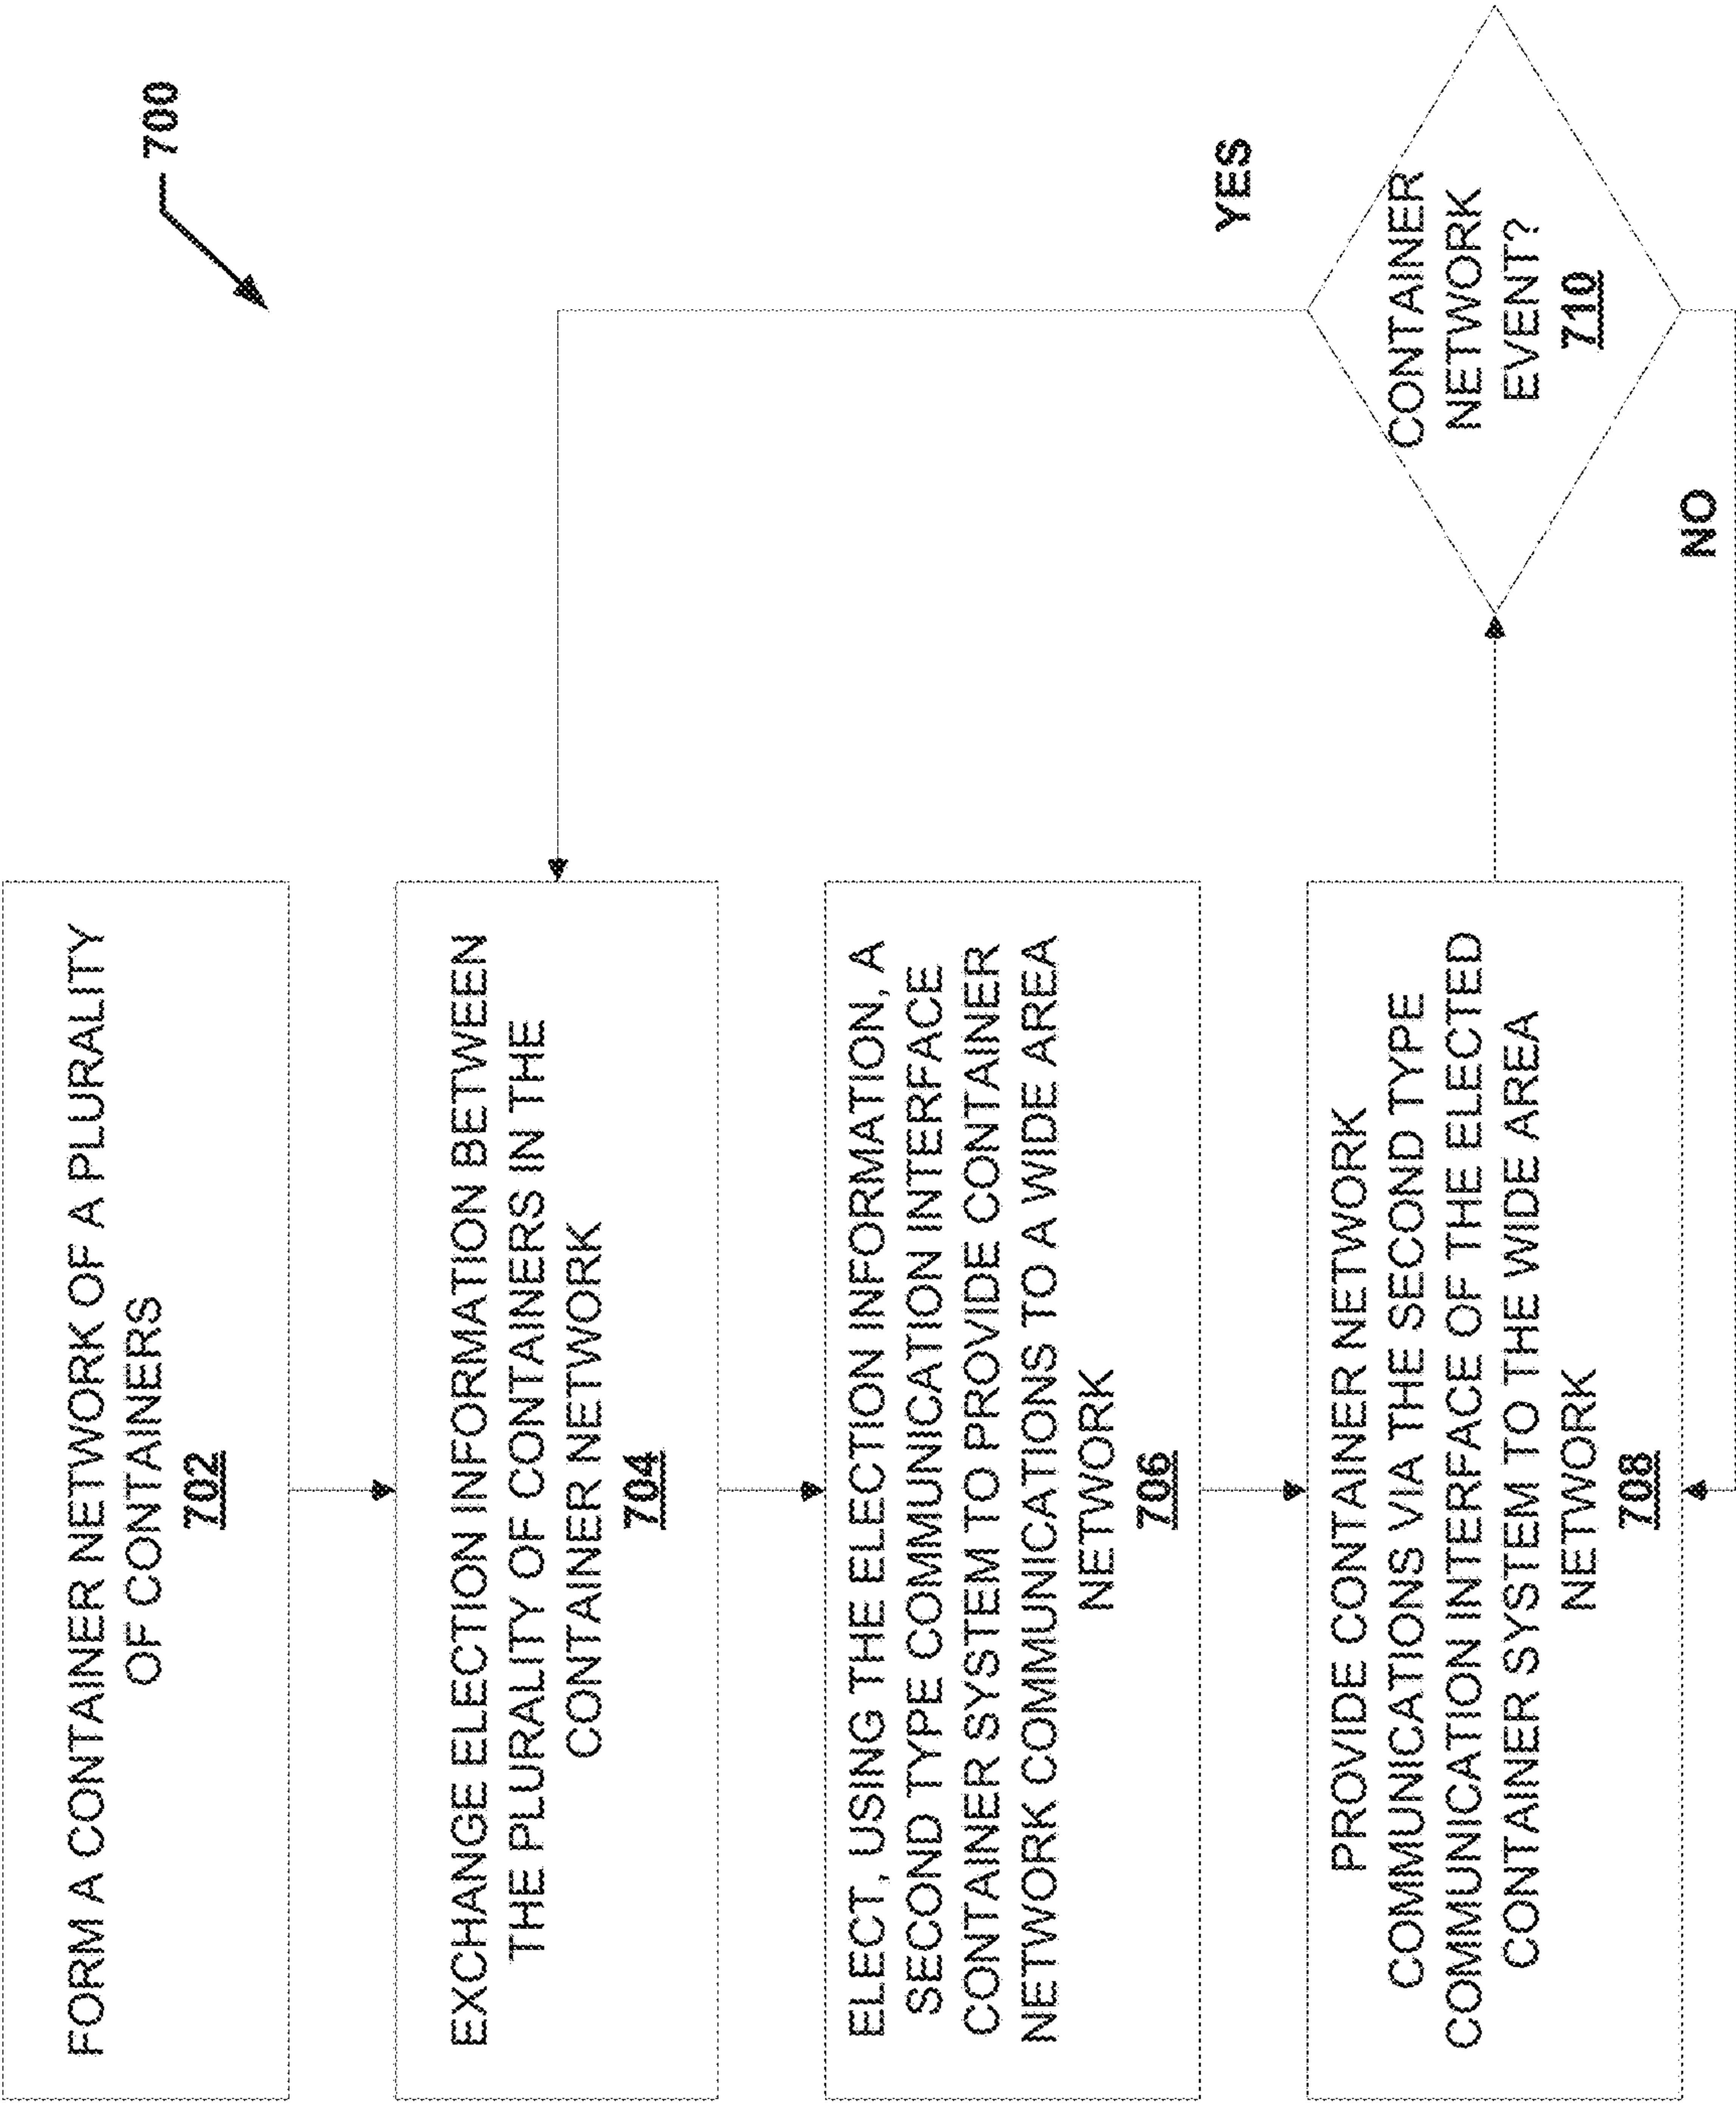 700
FORM A CONTAINER NETWORK OF A PLURALITY
OF CONTAINERS
702
EXCHANGE ELECTION INFORMATION BETWEEN
THE PLURALITY OF CONTAINERS IN THE
CONTAINER NETWORK
704
ELECT, USING THE ELECTION INFORMATION, A
SECOND TYPE COMMUNICATION INTERFACE
CONTAINER SYSTEM TO PROVIDE CONTAINER
NETWORK COMMUNICATIONS TO A WIDE AREA
NETWORK
706
PROVIDE CONTAINER NETWORK
COMMUNICATIONS VIA THE SECOND TYPE
COMMUNICATION INTERFACE OF THE ELECTED
CONTAINER SYSTEM TO THE WIDE AREA
NETWORK
708
YES
CONTAINER
NETWORK
EVENT?
710
NO